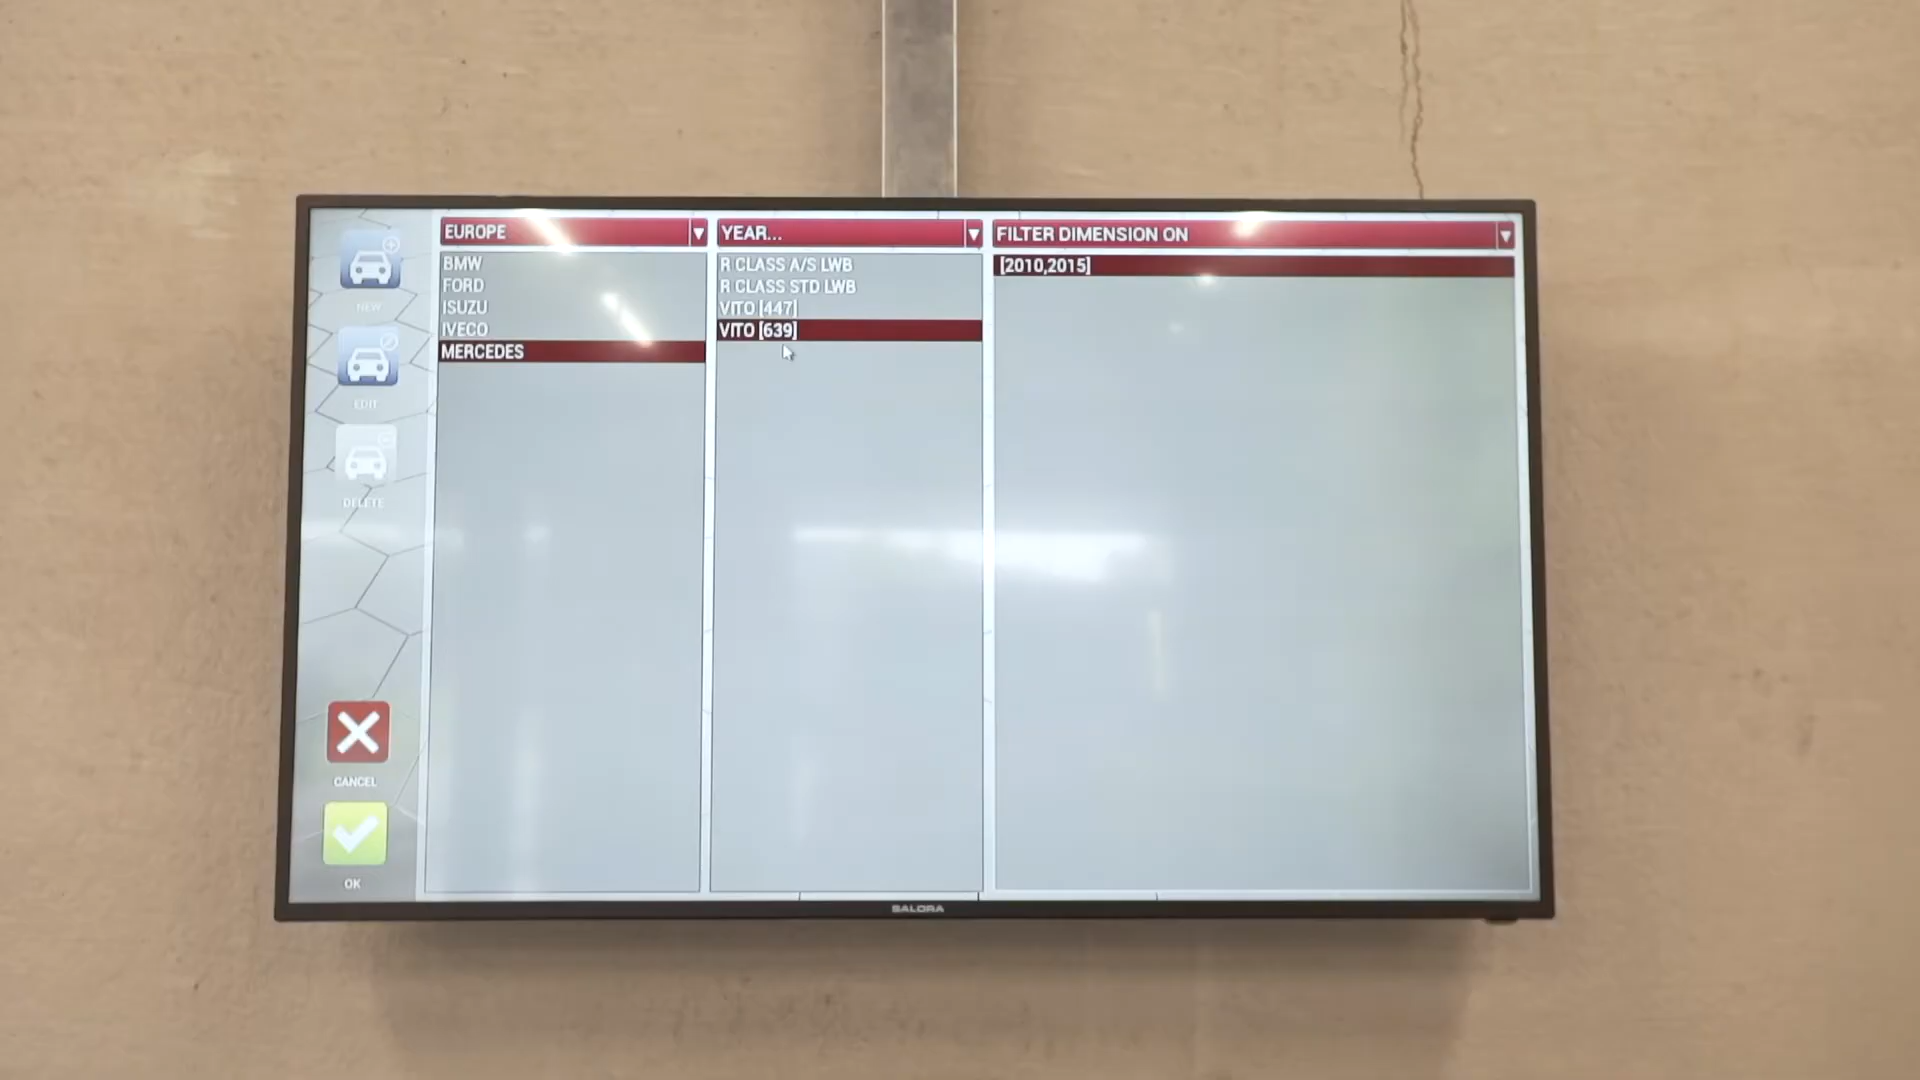 EUROPE
YEAR...
FILTER DIMENSION ON
NEW
EDIT
DELETE
CANCEL
OK
BMW
FORD
ISUZU
IVECO
MERCEDES
R CLASS A/S LWB
R CLASS STD LWB
VITO [447]
VITO [639]
[2010,2015]
SALORA